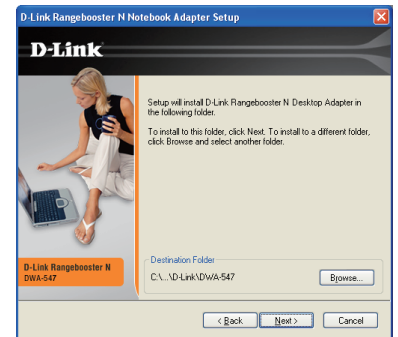 D-Link Rangebooster N Notebook Adapter Setup
D-Link
Setup will install D-Link Rangebooster N Desktop Adapter in
the following folder.
To install to this folder, click Next. To install to a different folder,
click Browse and select another folder.
D-Link Rangebooster N
DWA-547
Destination Folder
C:\...\D-Link\DWA-547
Browse...
< Back
Next >
Cancel